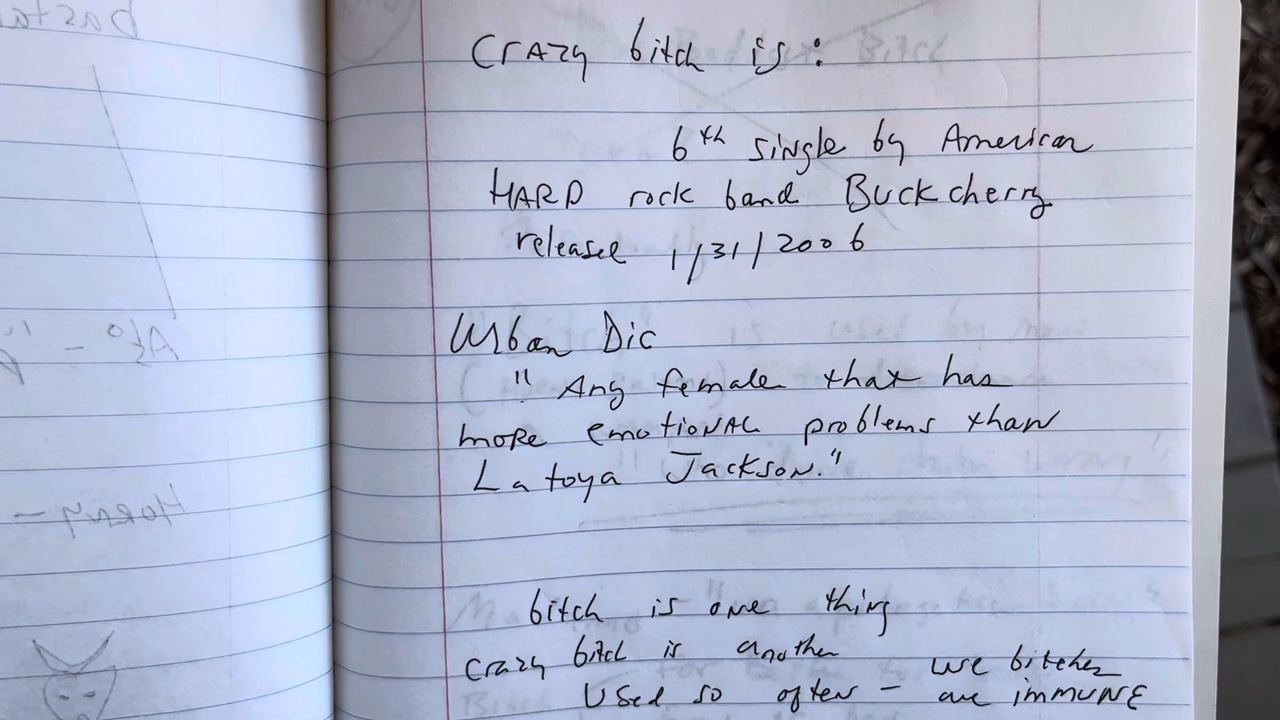 Crazy bitch is:
6th single by American
HARD rock band Buckcherry
released 1/31/2006
Urban Dic
"Any female that has
more emotional problems than
Latoya Jackson."
bitch is one thing
crazy bitch is another
we bitches
used so often – are immune
Bastar
Horny –